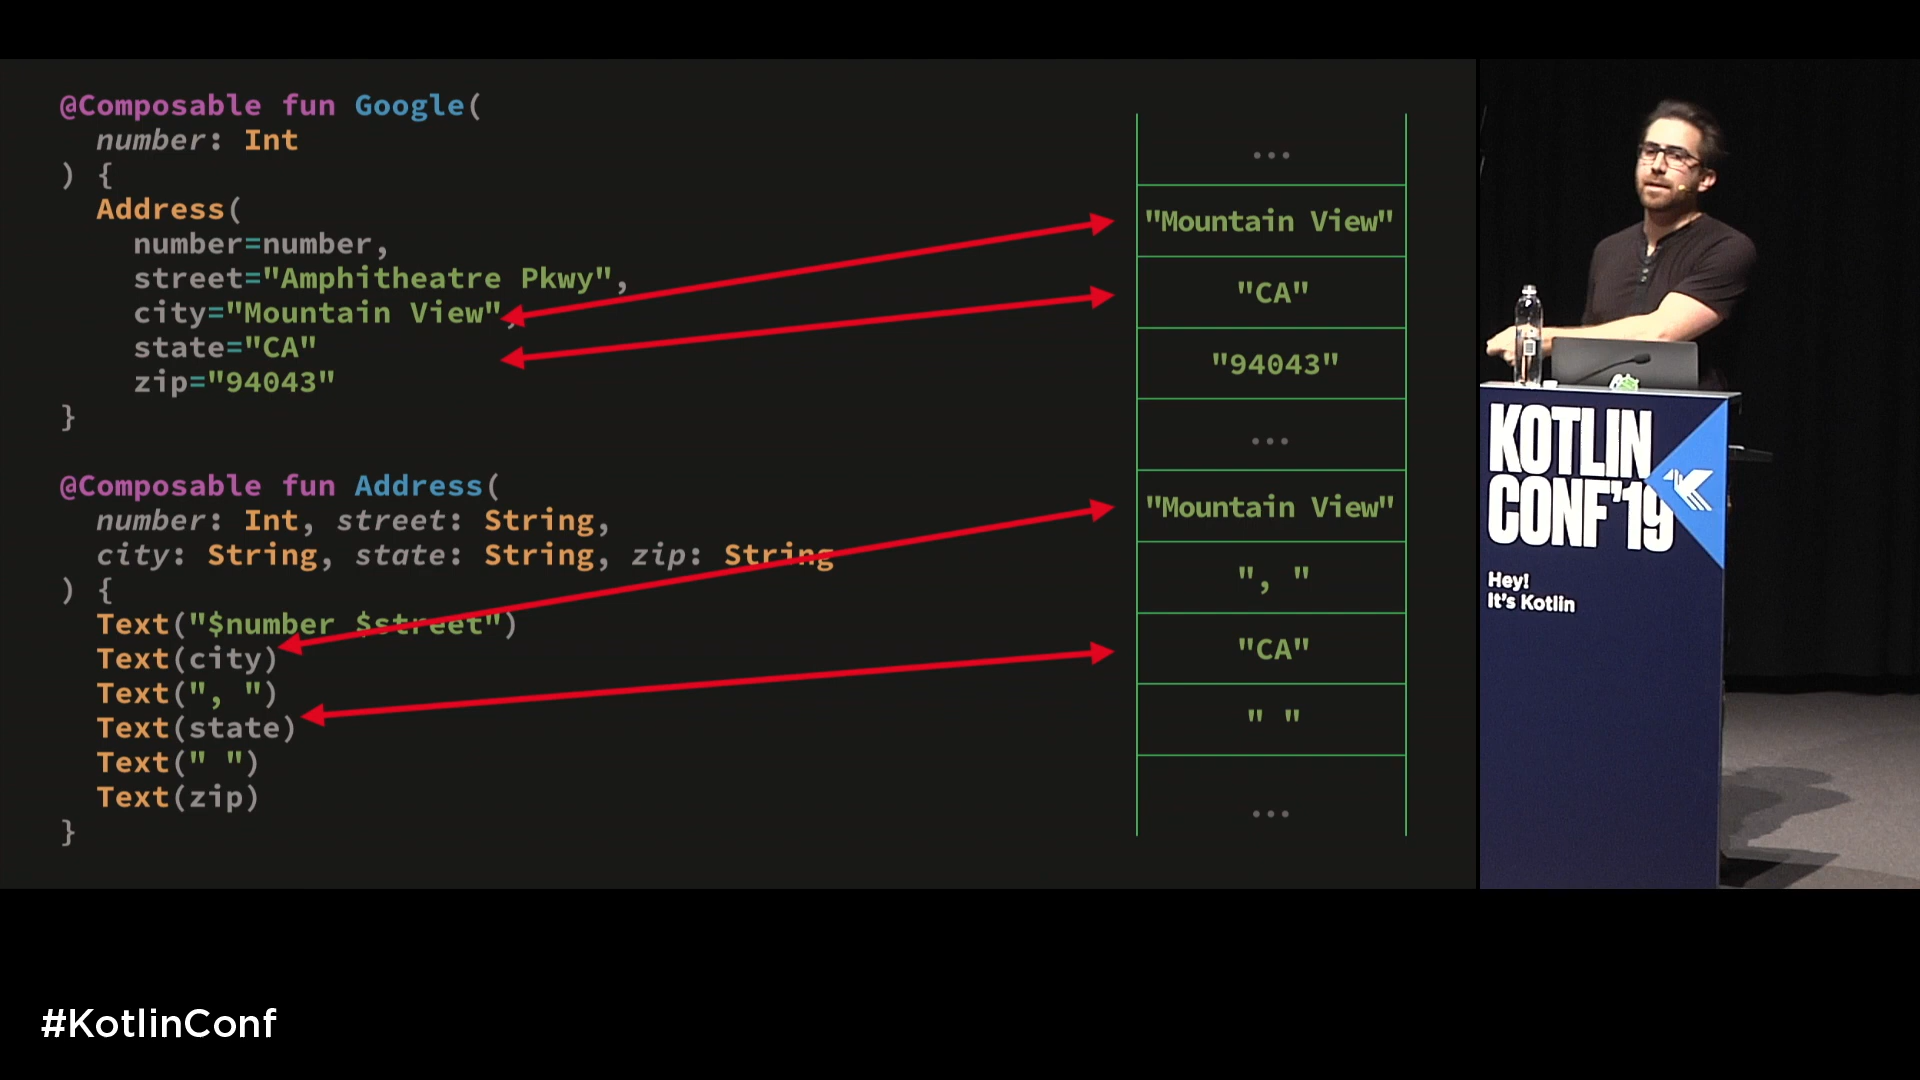 @Composable fun Google(
number: Int
) {
Address(
number=number,
street="Amphitheatre Pkwy",
city="Mountain View",
state="CA"
zip="94043"
}
@Composable fun Address(
number: Int, street: String,
city: String, state: String, zip: String
) {
Text("$number $street")
Text(city)
Text(", ")
Text(state)
Text(" ")
Text(zip)
}
...
"Mountain View"
"CA"
"94043"
...
"Mountain View"
", "
"CA"
" "
...
KOTLIN
CONF'19
Hey!
It's Kotlin
#KotlinConf